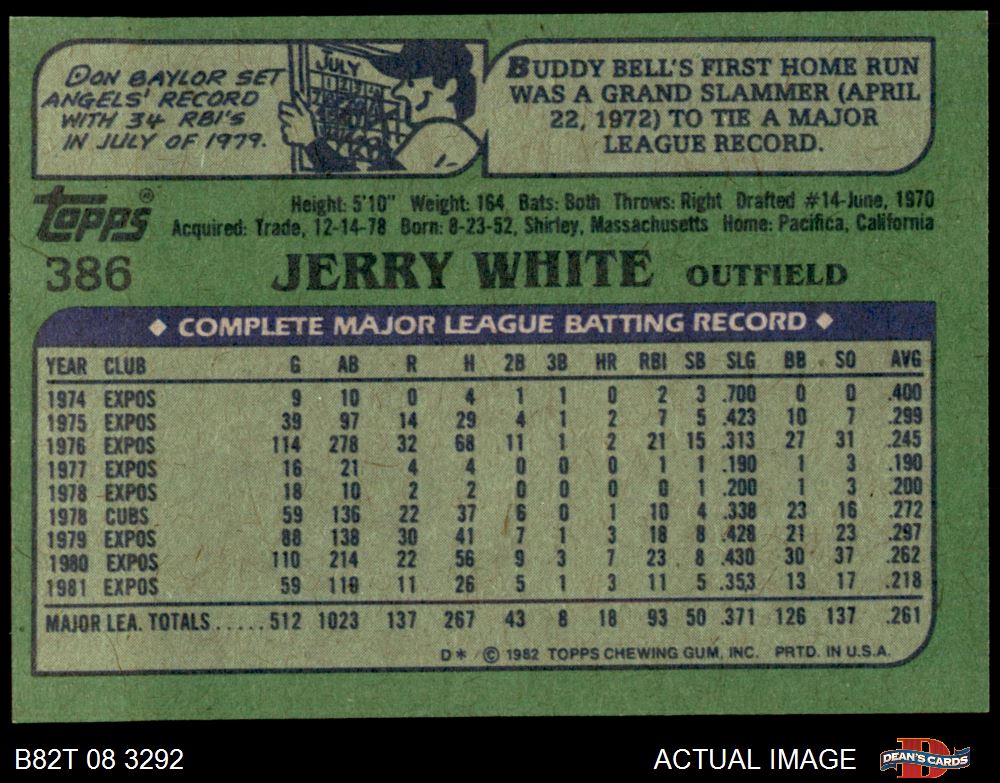 DON BAYLOR SET
ANGELS' RECORD
WITH 34 RBI'S
IN JULY OF 1979.
JULY
BUDDY BELL'S FIRST HOME RUN
WAS A GRAND SLAMMER (APRIL
22, 1972) TO TIE A MAJOR
LEAGUE RECORD.
TOPPS®
Height: 5'10" Weight: 164 Bats: Both Throws: Right Drafted #14-June, 1970
Acquired: Trade, 12-14-78 Born: 8-23-52, Shirley, Massachusetts Home: Pacifica, California
386 JERRY WHITE OUTFIELD
◆ COMPLETE MAJOR LEAGUE BATTING RECORD ◆
YEAR CLUB G AB R H 2B 3B HR RBI SB SLG BB SO AVG
1974 EXPOS 9 10 0 4 1 1 0 2 3 .700 0 0 .400
1975 EXPOS 39 97 14 29 4 1 2 7 5 .423 10 7 .299
1976 EXPOS 114 278 32 68 11 1 2 21 15 .313 27 31 .245
1977 EXPOS 16 21 4 4 0 0 0 1 1 .190 1 3 .190
1978 EXPOS 18 10 2 2 0 0 0 0 1 .200 1 3 .200
1978 CUBS 59 136 22 37 6 0 1 10 4 .338 23 16 .272
1979 EXPOS 88 138 30 41 7 1 3 18 8 .428 21 23 .297
1980 EXPOS 110 214 22 56 9 3 7 23 8 .430 30 37 .262
1981 EXPOS 59 119 11 26 5 1 3 11 5 .353 13 17 .218
MAJOR LEA. TOTALS..... 512 1023 137 267 43 8 18 93 50 .371 126 137 .261
D* © 1982 TOPPS CHEWING GUM, INC. PRTD. IN U.S.A.
B82T 08 3292 ACTUAL IMAGE DEAN'S CARDS